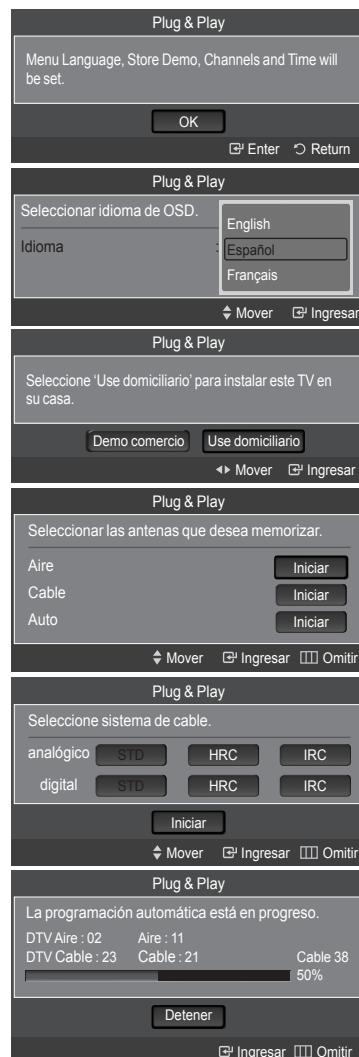 Plug & Play
Menu Language, Store Demo, Channels and Time will
be set.
OK
Enter Return
Plug & Play
Seleccionar idioma de OSD.
English
Idioma : Español
Français
Mover Ingresar
Plug & Play
Seleccione 'Use domiciliario' para instalar este TV en
su casa.
Demo comercio Use domiciliario
Mover Ingresar
Plug & Play
Seleccionar las antenas que desea memorizar.
Aire Iniciar
Cable Iniciar
Auto Iniciar
Mover Ingresar Omitir
Plug & Play
Seleccione sistema de cable.
analógico STD HRC IRC
digital STD HRC IRC
Iniciar
Mover Ingresar Omitir
Plug & Play
La programación automática está en progreso.
DTV Aire : 02 Aire : 11
DTV Cable : 23 Cable : 21 Cable 38
50%
Detener
Ingresar Omitir